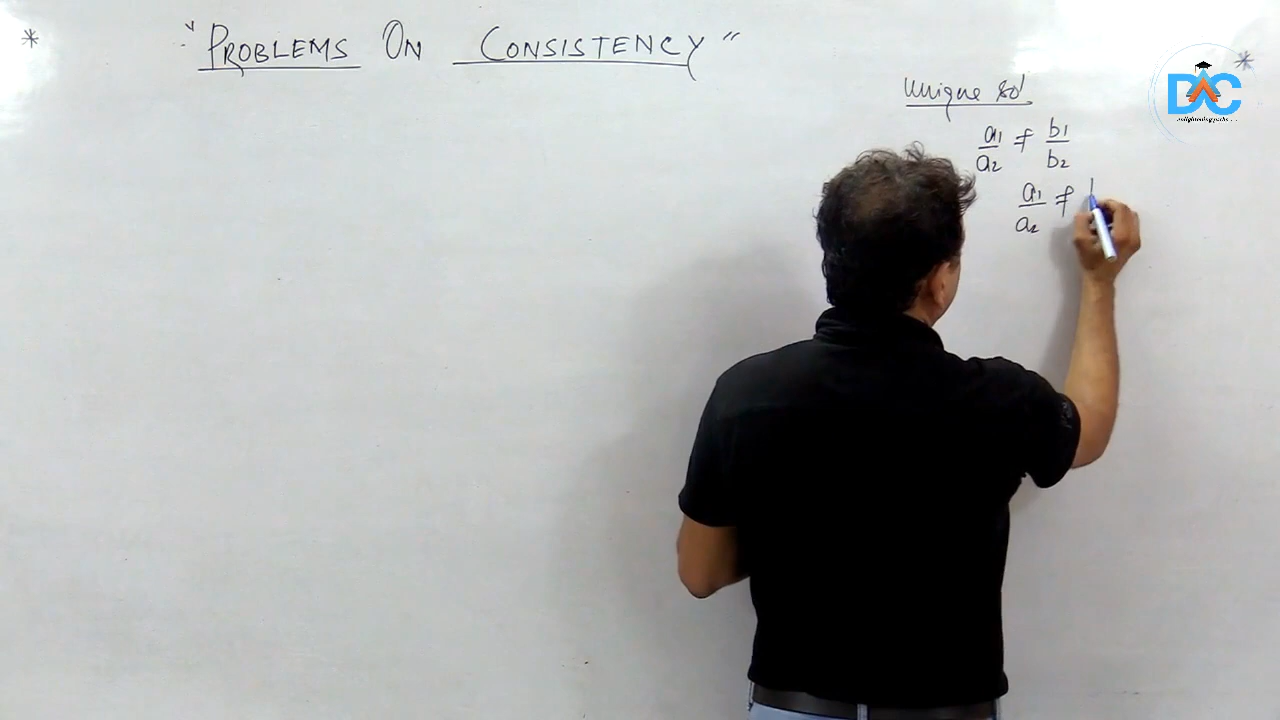 * "PROBLEMS ON CONSISTENCY" *
Unique sol
a1/a2 ≠ b1/b2
a1/a2 ≠
DAC